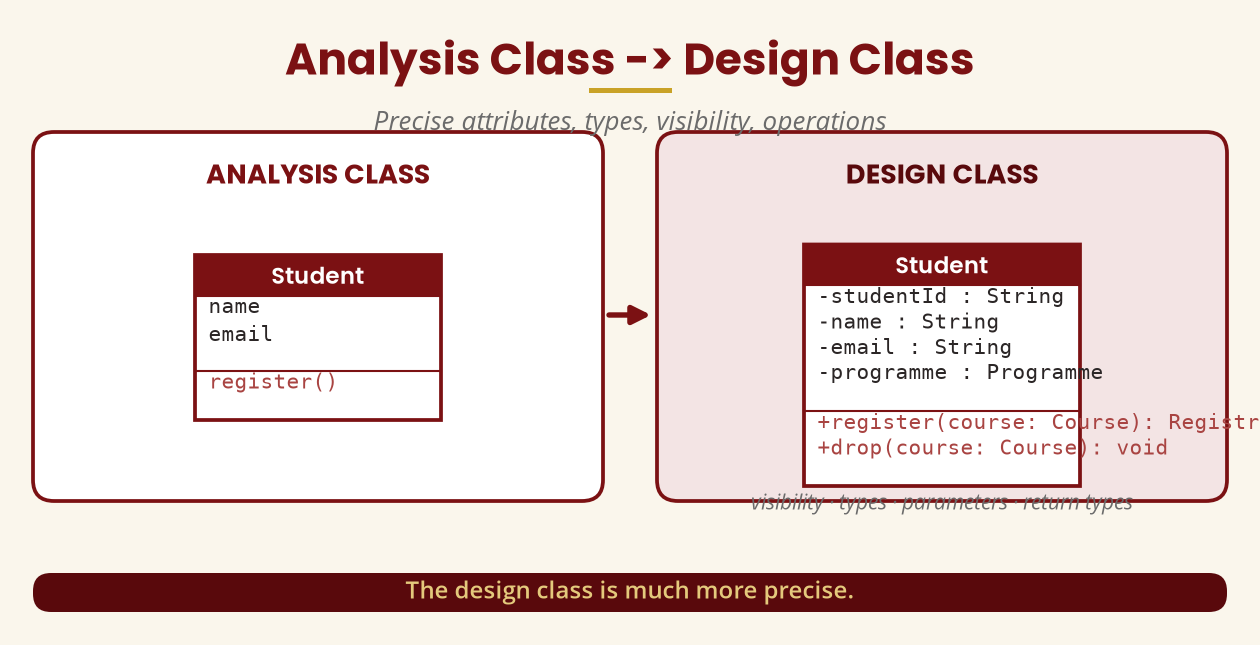 Analysis Class -> Design Class
Precise attributes, types, visibility, operations
ANALYSIS CLASS
Student
name
email
register()
DESIGN CLASS
Student
-studentId : String
-name : String
-email : String
-programme : Programme
+register(course: Course): Registr
+drop(course: Course): void
visibility · types · parameters · return types
The design class is much more precise.